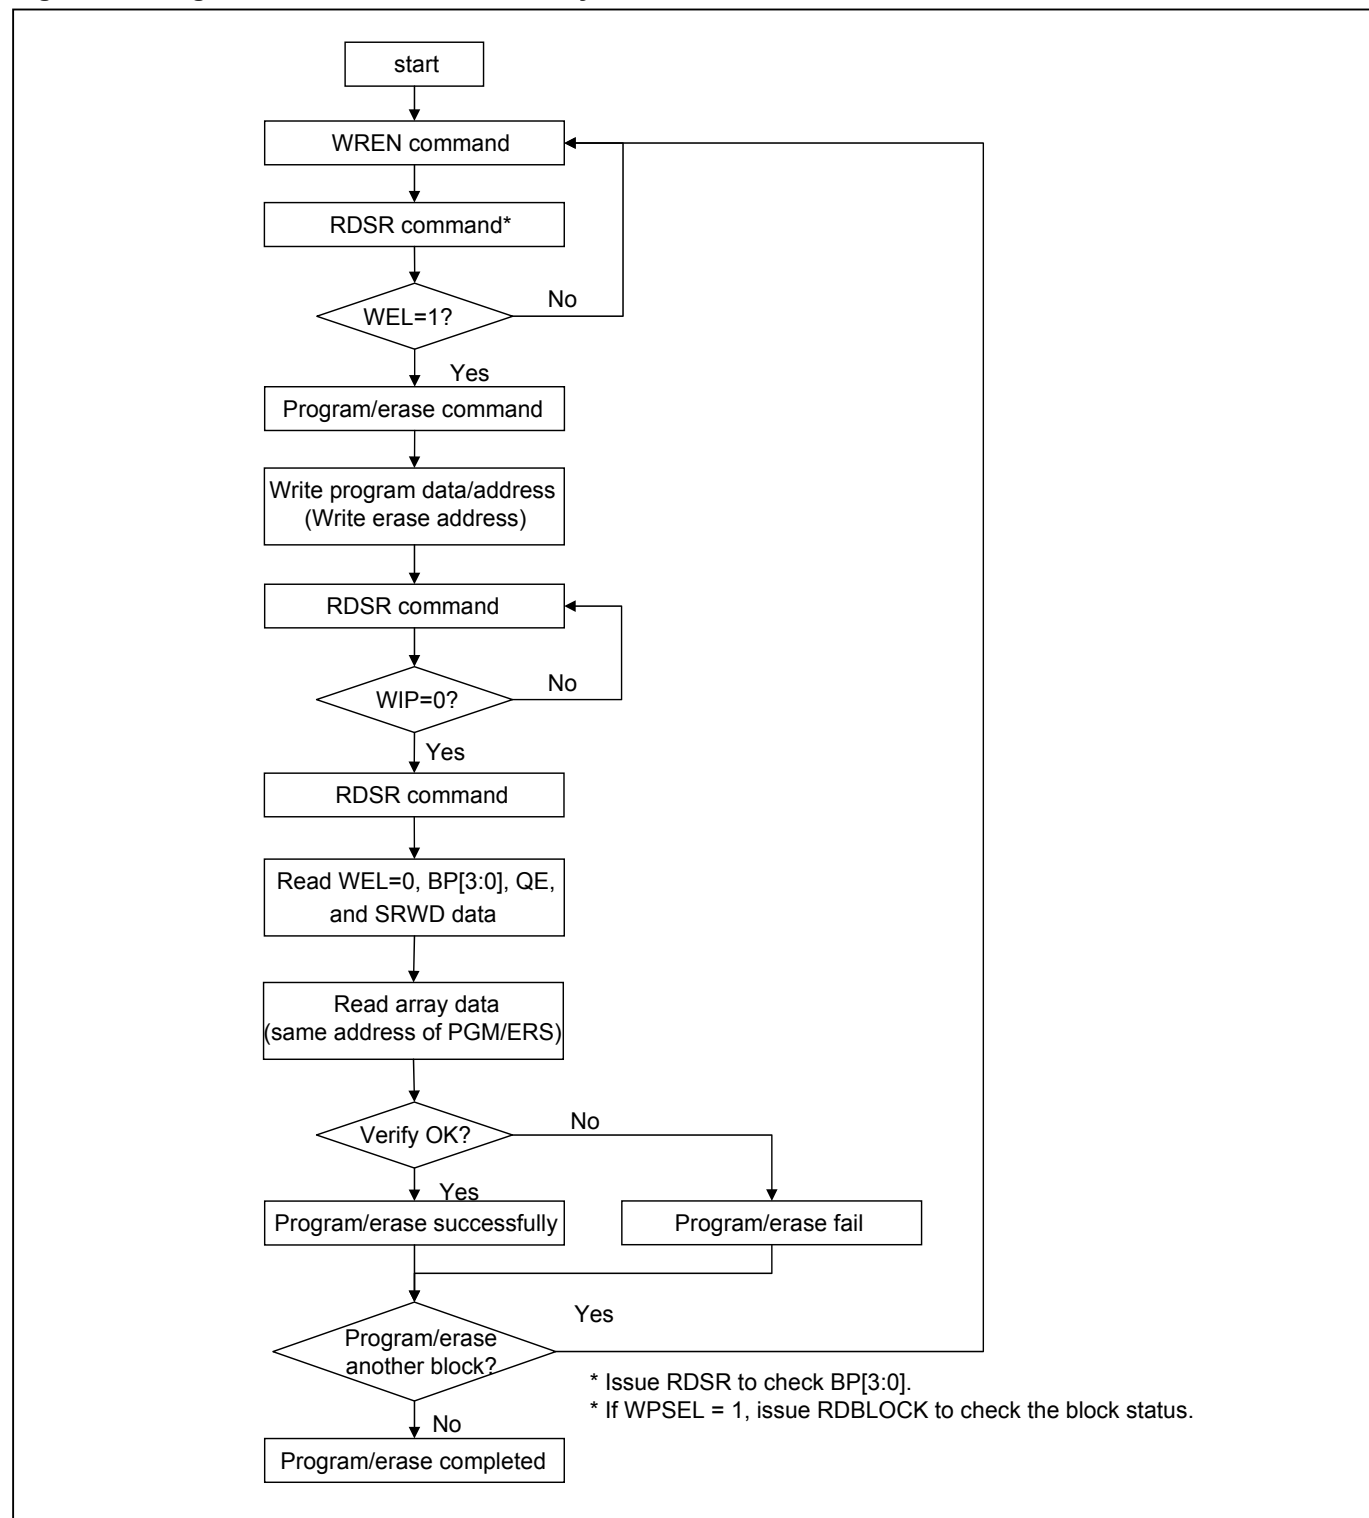 start
WREN command
RDSR command*
WEL=1?
No
Yes
Program/erase command
Write program data/address
(Write erase address)
RDSR command
WIP=0?
No
Yes
RDSR command
Read WEL=0, BP[3:0], QE,
and SRWD data
Read array data
(same address of PGM/ERS)
Verify OK?
No
Yes
Program/erase successfully
Program/erase fail
Program/erase
another block?
Yes
* Issue RDSR to check BP[3:0].
* If WPSEL = 1, issue RDBLOCK to check the block status.
No
Program/erase completed